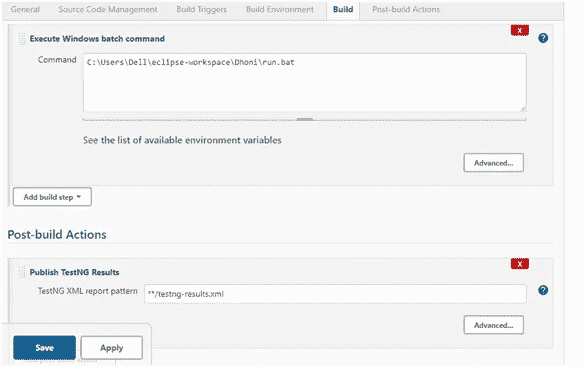 General Source Code Management Build Triggers Build Environment Build Post-build Actions
X
Execute Windows batch command ?
Command C:\Users\Dell\eclipse-workspace\Dhoni\run.bat
See the list of available environment variables
Advanced...
Add build step
Post-build Actions
X
Publish TestNG Results
TestNG XML report pattern **/testng-results.xml ?
Advanced...
Save Apply